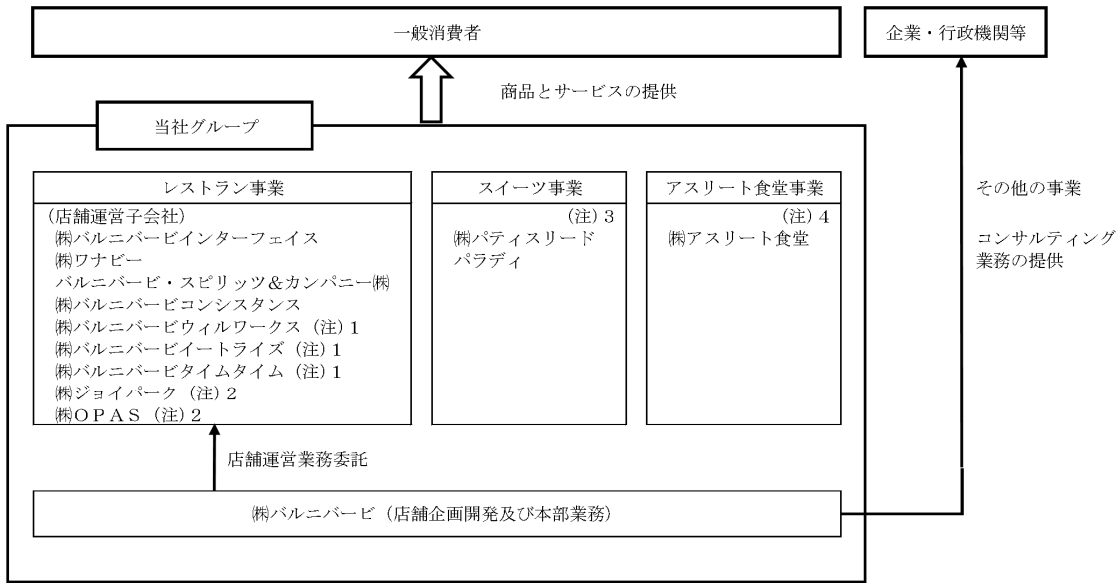 一般消費者
企業・行政機関等
商品とサービスの提供
当社グループ
レストラン事業
(店舗運営子会社)
㈱バルニバービインターフェイス
㈱ワナビー
バルニバービ・スピリッツ＆カンパニー㈱
㈱バルニバービコンシスタンス
㈱バルニバービウィルワークス (注) 1
㈱バルニバービイートライズ (注) 1
㈱バルニバービタイムタイム (注) 1
㈱ジョイパーク (注) 2
㈱ＯＰＡＳ (注) 2
スイーツ事業
(注) 3
㈱パティスリード
パラディ
アスリート食堂事業
(注) 4
㈱アスリート食堂
その他の事業
コンサルティング
業務の提供
店舗運営業務委託
㈱バルニバービ (店舗企画開発及び本部業務)